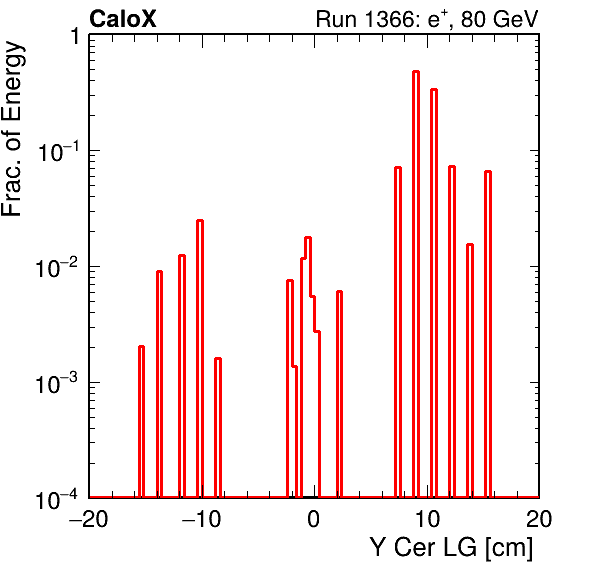 CaloX Run 1366: e⁺, 80 GeV
Frac. of Energy
1
10⁻¹
10⁻²
10⁻³
10⁻⁴
−20 −10 0 10 20
Y Cer LG [cm]